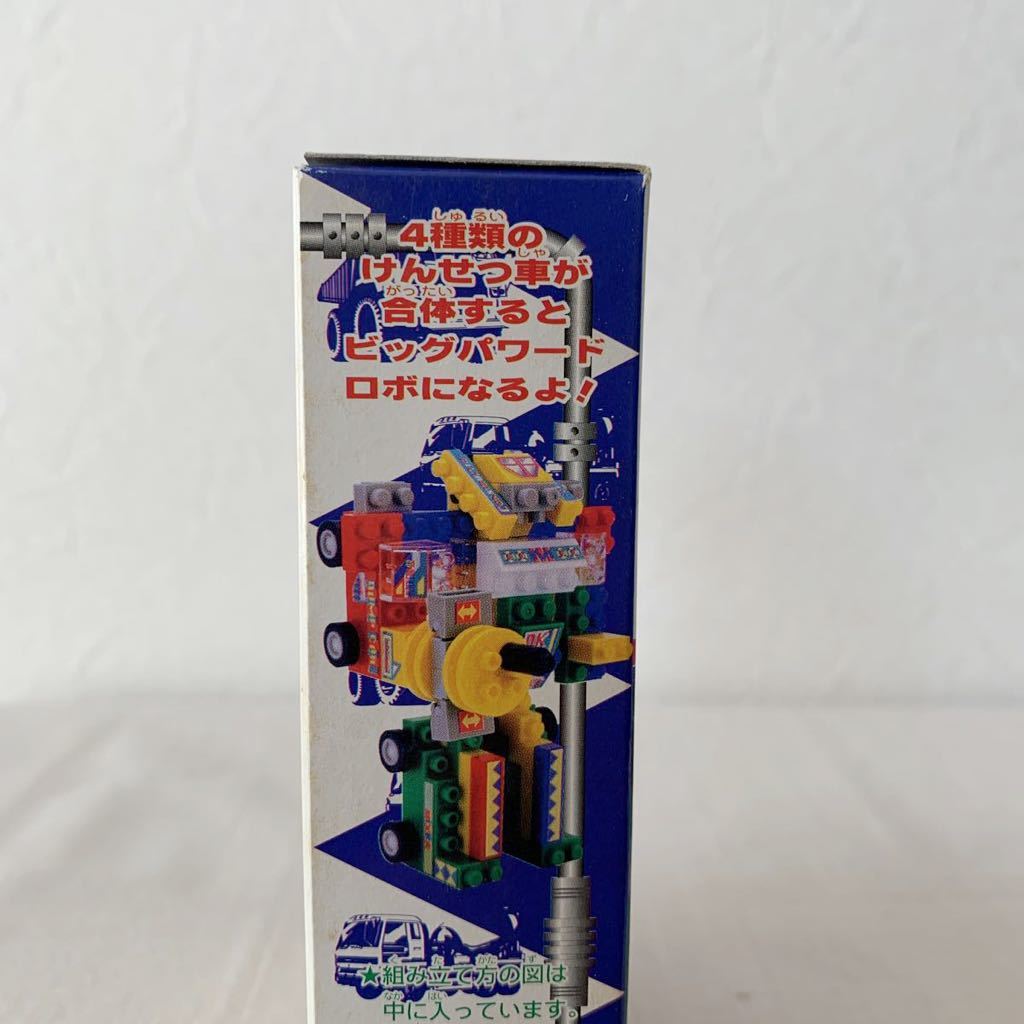 4種類の
けんせつ車が
合体すると
ビッグパワード
ロボになるよ!
DK
★組み立て方の図は
中に入っています。